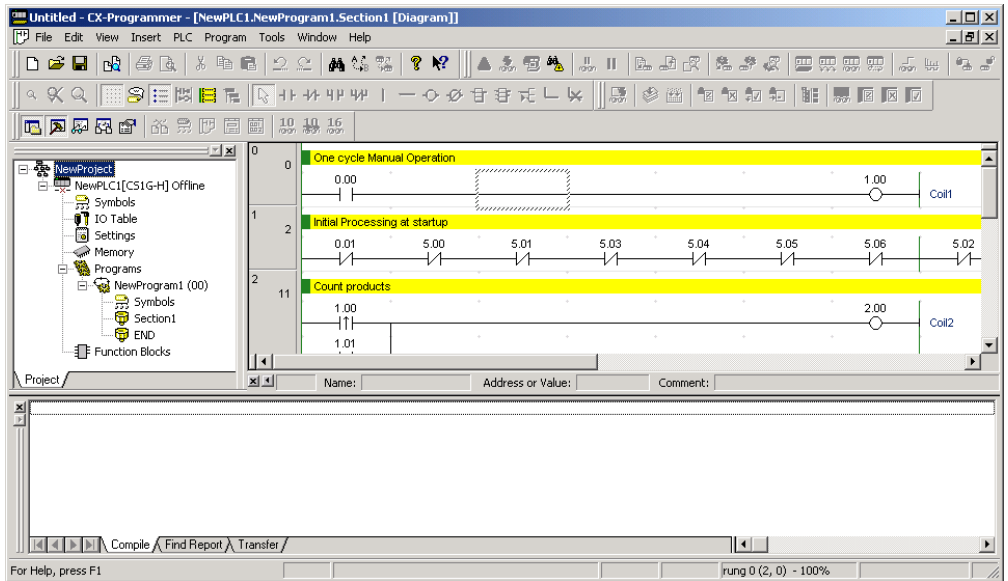 Untitled - CX-Programmer - [NewPLC1.NewProgram1.Section1 [Diagram]]
File Edit View Insert PLC Program Tools Window Help
10 10 16
NewProject
NewPLC1[CS1G-H] Offline
Symbols
IO Table
Settings
Memory
Programs
NewProgram1 (00)
Symbols
Section1
END
Function Blocks
Project
0 0 One cycle Manual Operation
0.00 1.00
Coil1
1 2 Initial Processing at startup
0.01 5.00 5.01 5.03 5.04 5.05 5.06 5.02
2 11 Count products
1.00 2.00
Coil2
1.01
Name: Address or Value: Comment:
Compile Find Report Transfer
For Help, press F1 rung 0 (2, 0) - 100%